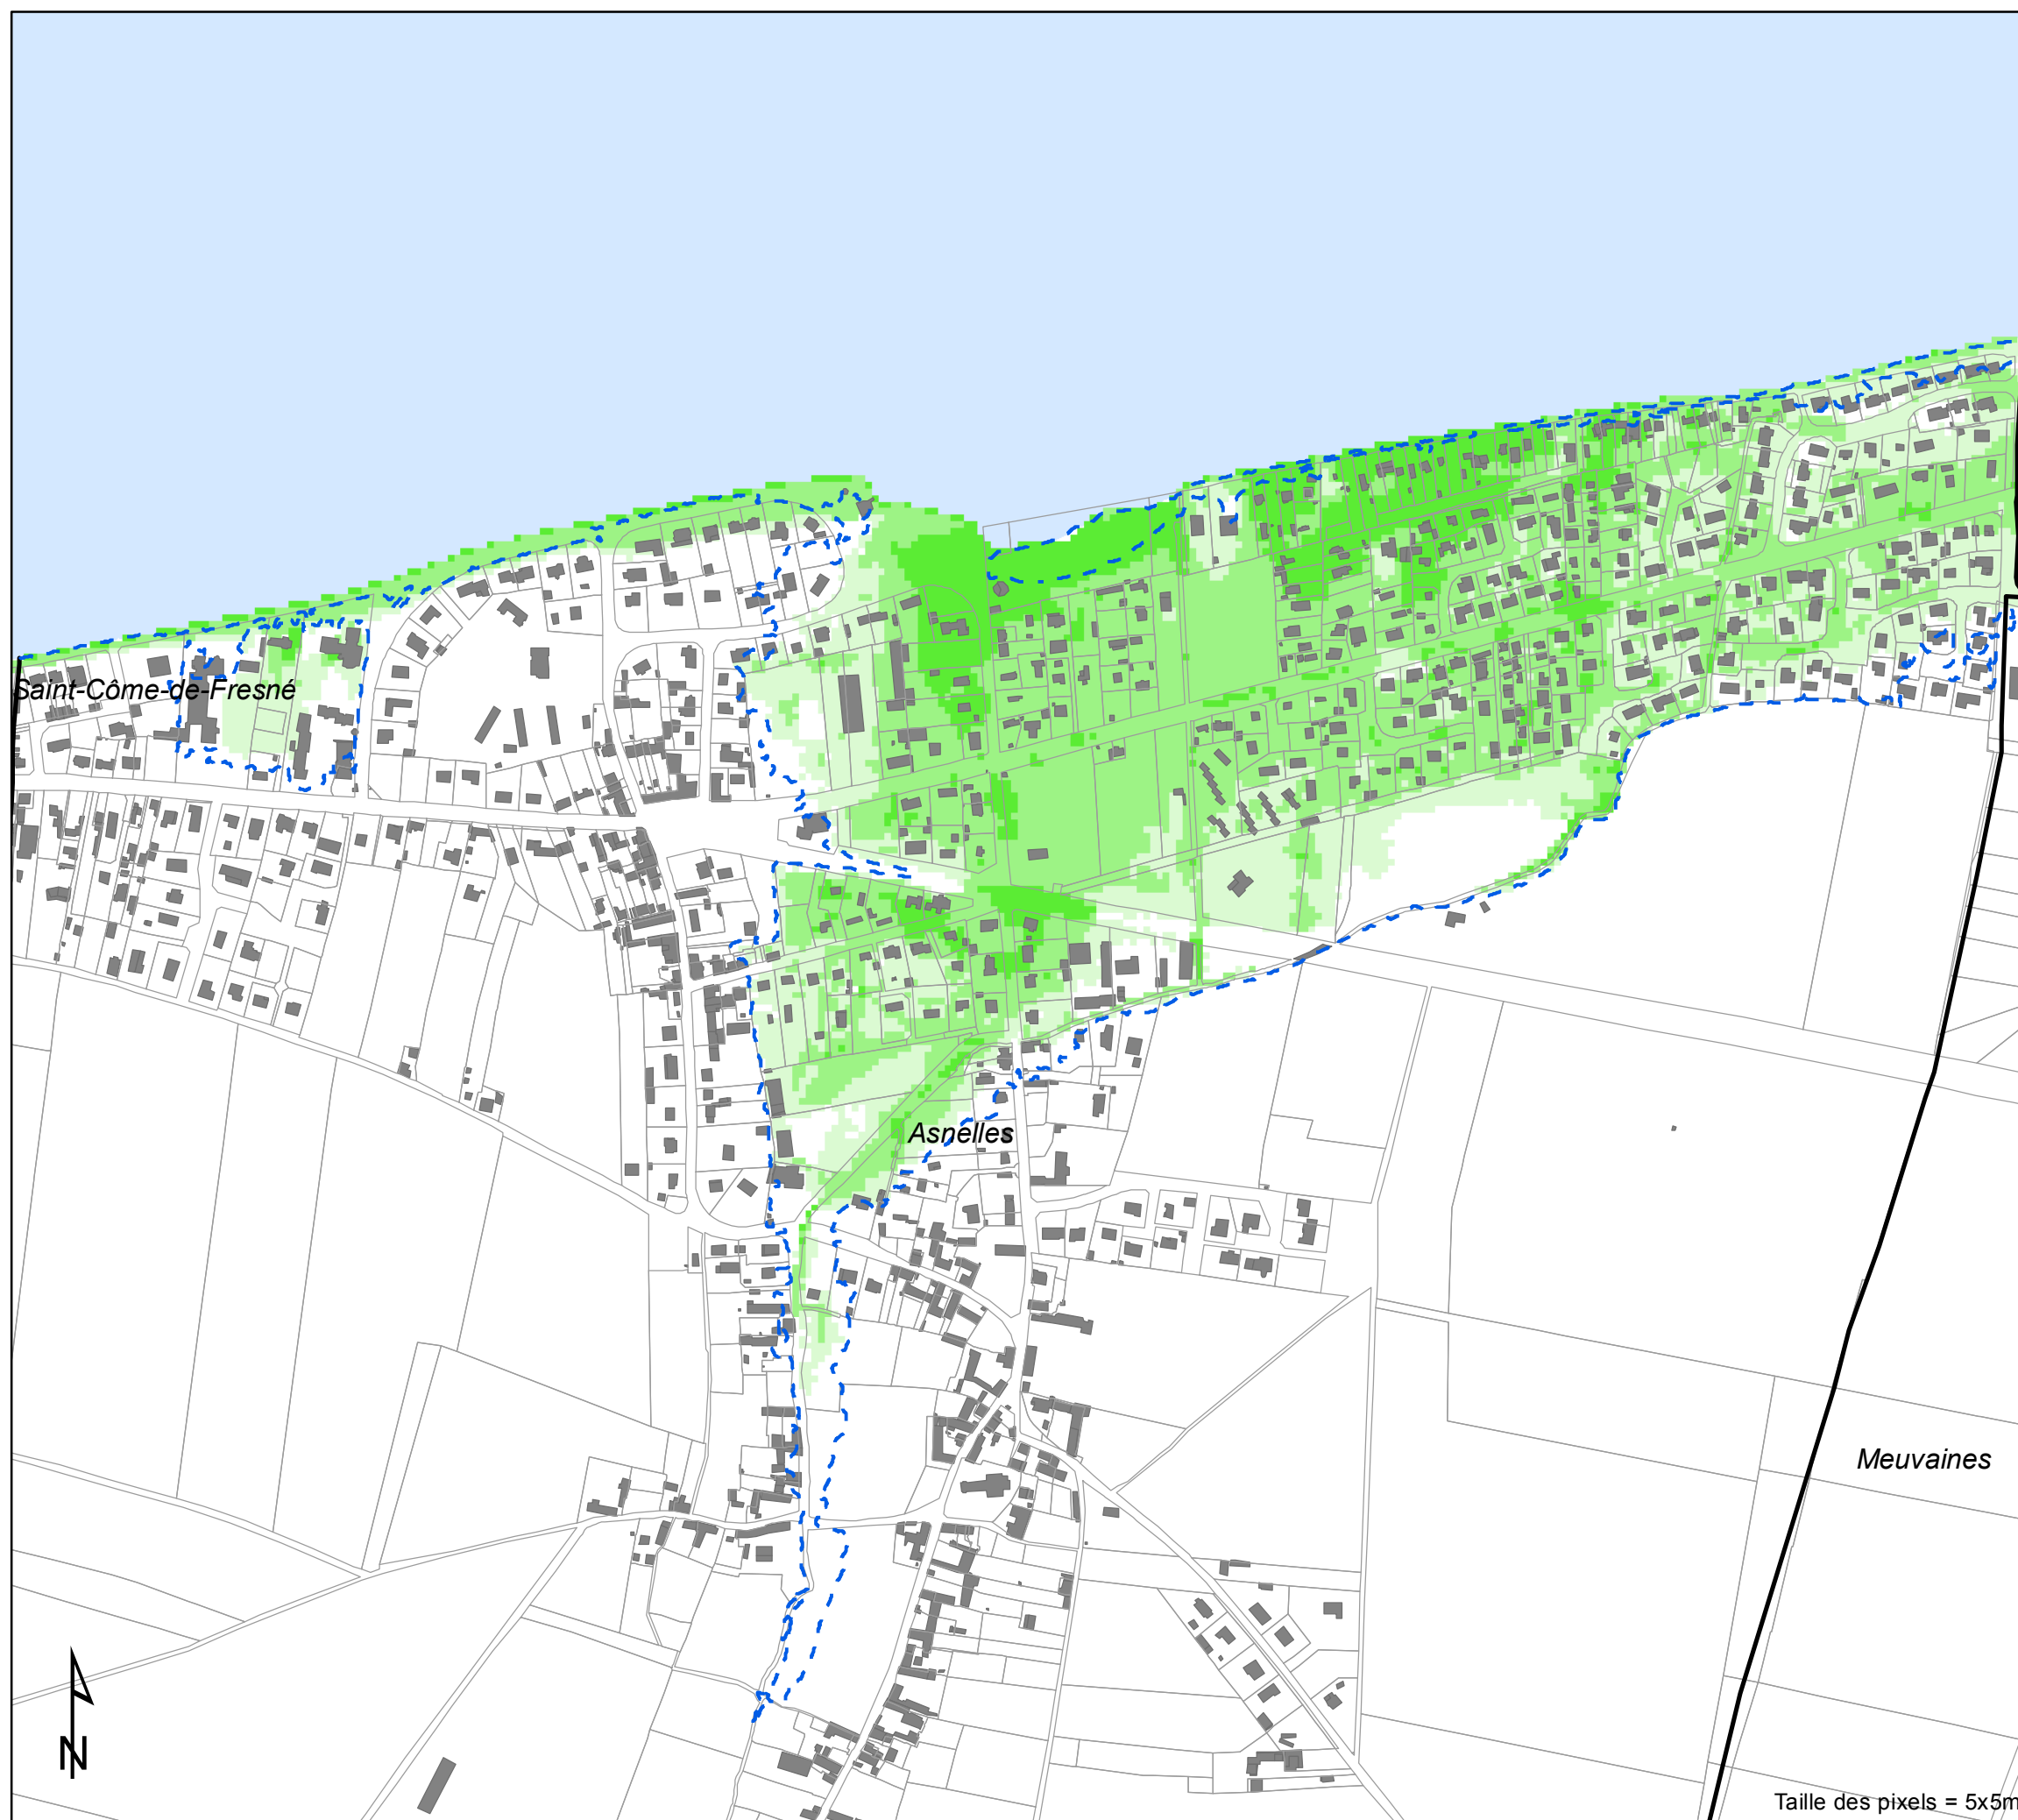 Saint-Côme-de-Fresné
Asnelles
Meuvaines
N
Taille des pixels = 5x5m